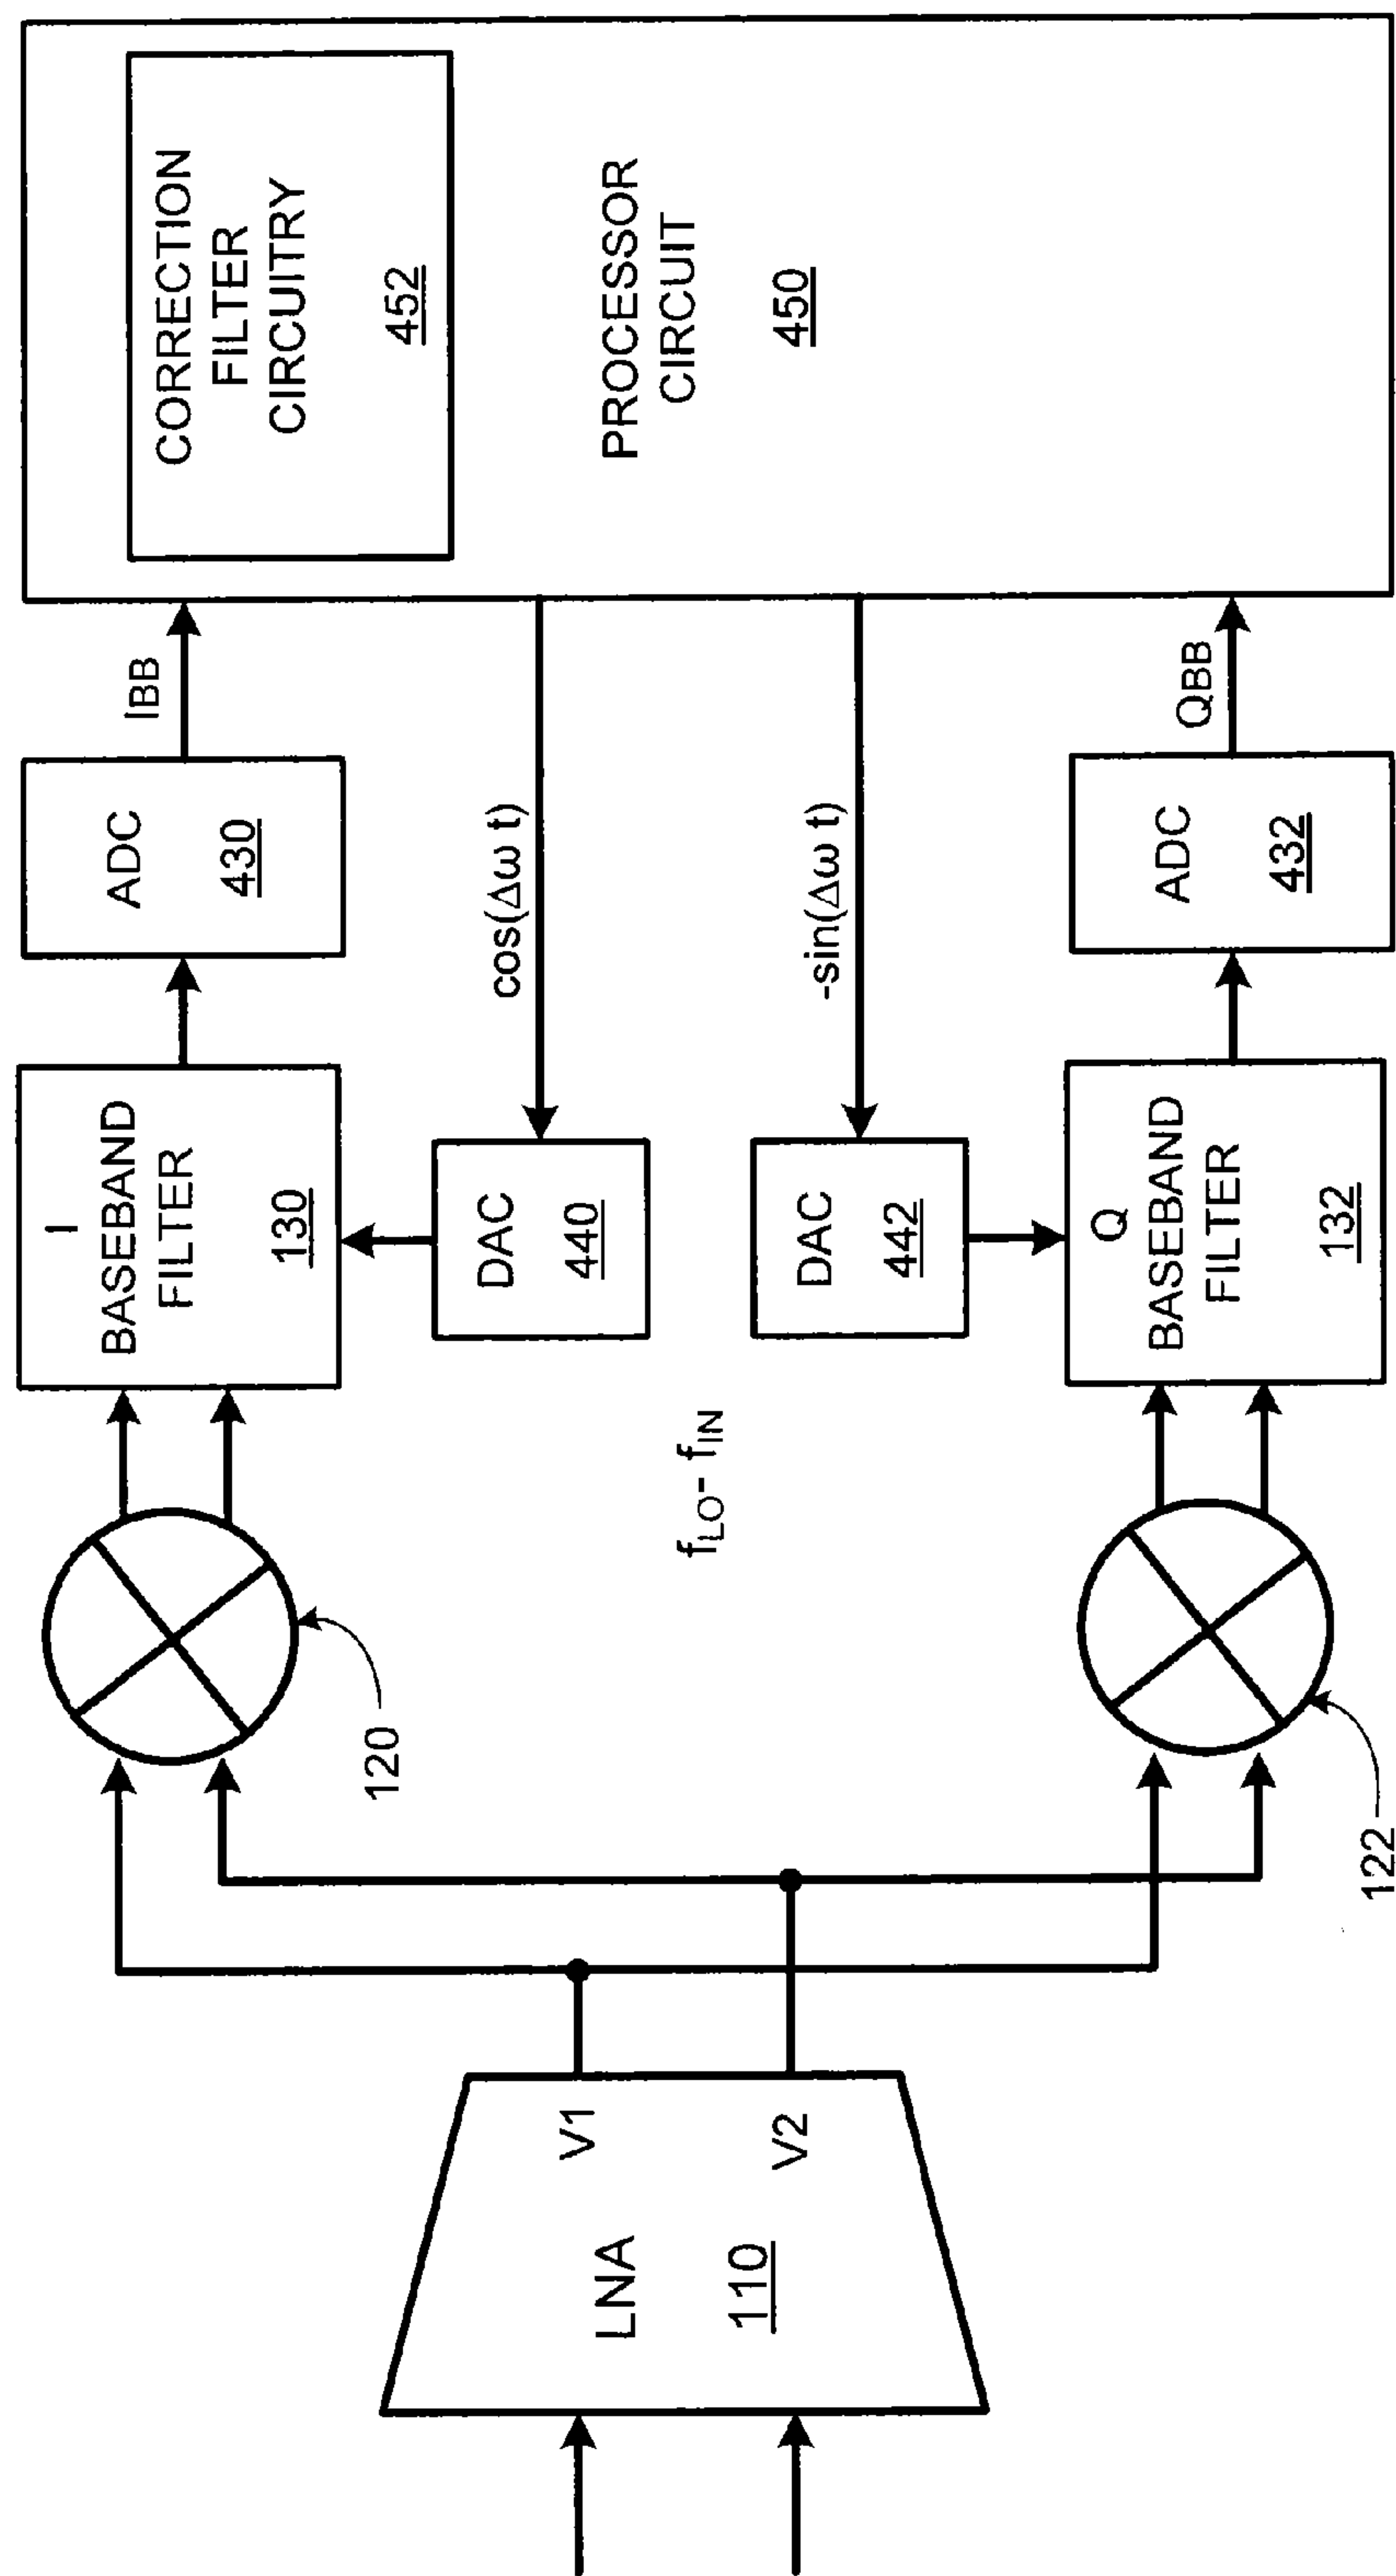 LNA
110
V1
V2
120
122
fLO- fIN
I
BASEBAND
FILTER
130
DAC
440
DAC
442
Q
BASEBAND
FILTER
132
cos(Δω t)
-sin(Δω t)
ADC
430
ADC
432
IBB
QBB
CORRECTION
FILTER
CIRCUITRY
452
PROCESSOR
CIRCUIT
450